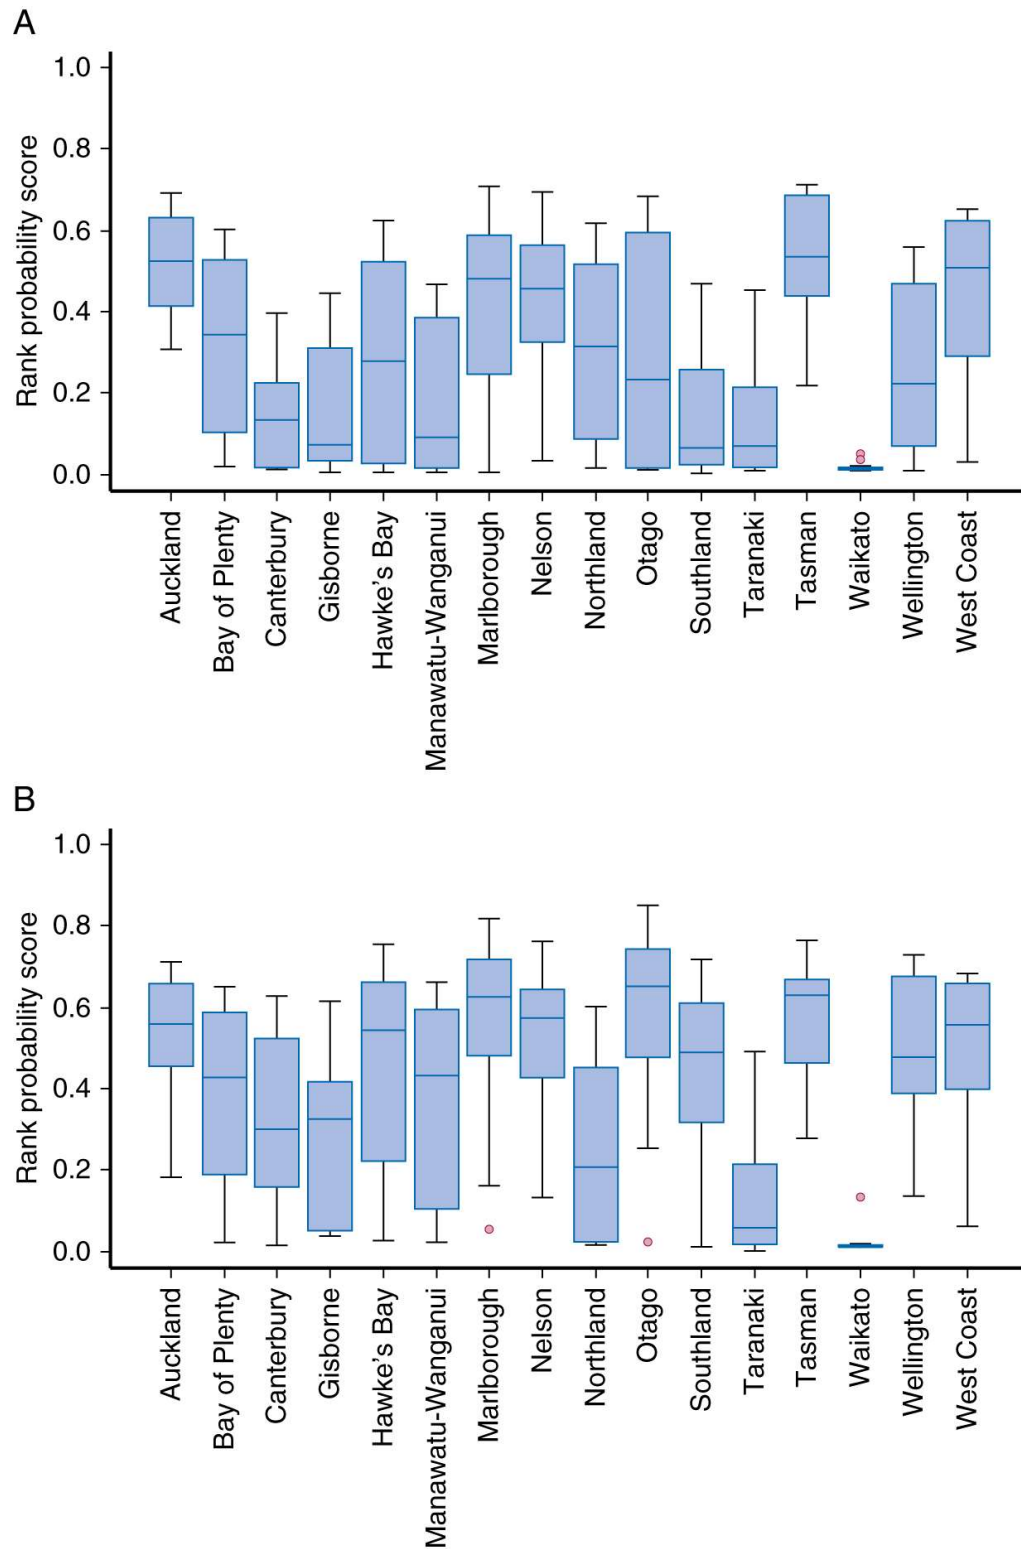 A
1.0
0.8
0.6
0.4
0.2
0.0
Rank probability score
Auckland
Bay of Plenty
Canterbury
Gisborne
Hawke's Bay
Manawatu-Wanganui
Marlborough
Nelson
Northland
Otago
Southland
Taranaki
Tasman
Waikato
Wellington
West Coast
B
1.0
0.8
0.6
0.4
0.2
0.0
Rank probability score
Auckland
Bay of Plenty
Canterbury
Gisborne
Hawke's Bay
Manawatu-Wanganui
Marlborough
Nelson
Northland
Otago
Southland
Taranaki
Tasman
Waikato
Wellington
West Coast